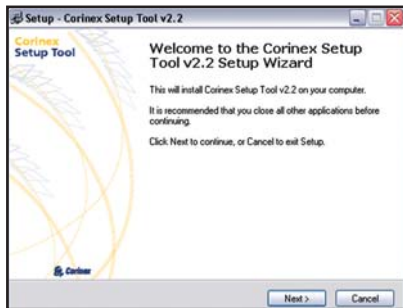 Setup - Corinex Setup Tool v2.2
Corinex
Setup Tool
Welcome to the Corinex Setup
Tool v2.2 Setup Wizard
This will install Corinex Setup Tool v2.2 on your computer.
It is recommended that you close all other applications before
continuing.
Click Next to continue, or Cancel to exit Setup.
Corinex
Next >
Cancel